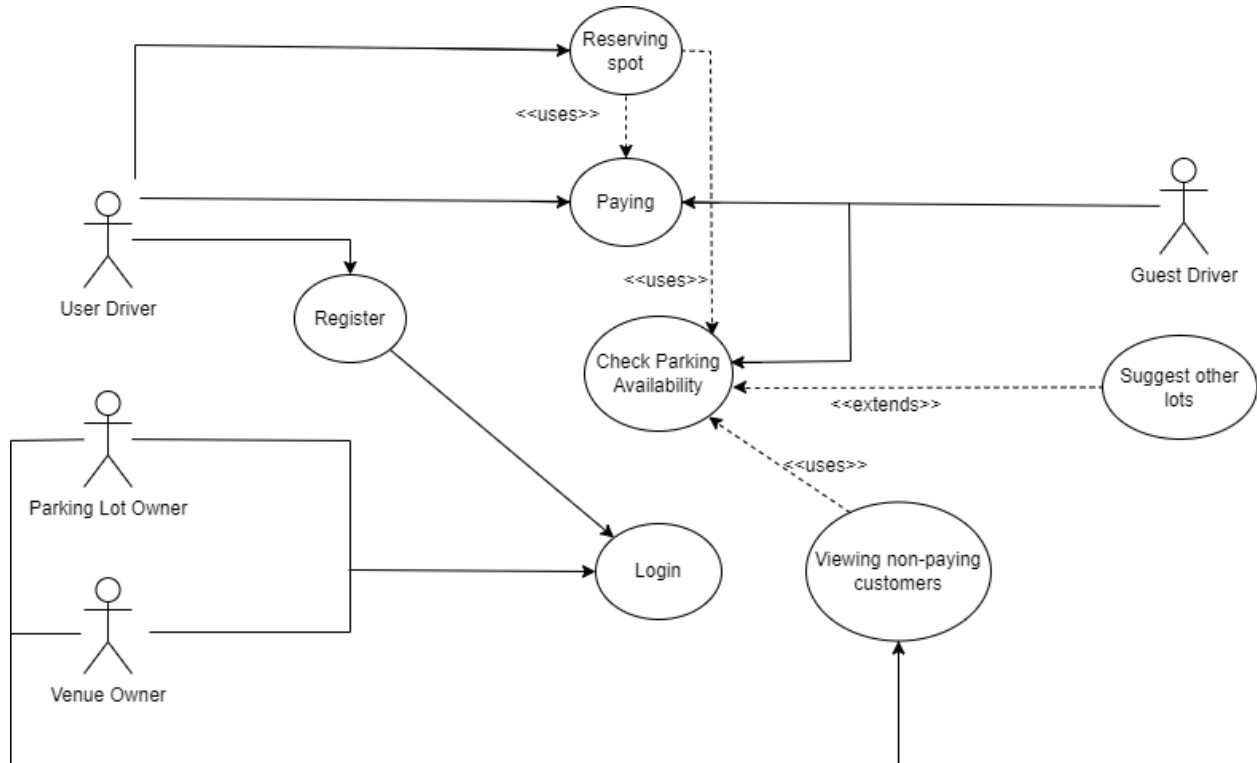 Reserving
spot
<<uses>>
Paying
User Driver
Guest Driver
<<uses>>
Register
Check Parking
Availability
Suggest other
lots
<<extends>>
<<uses>>
Parking Lot Owner
Login
Viewing non-paying
customers
Venue Owner